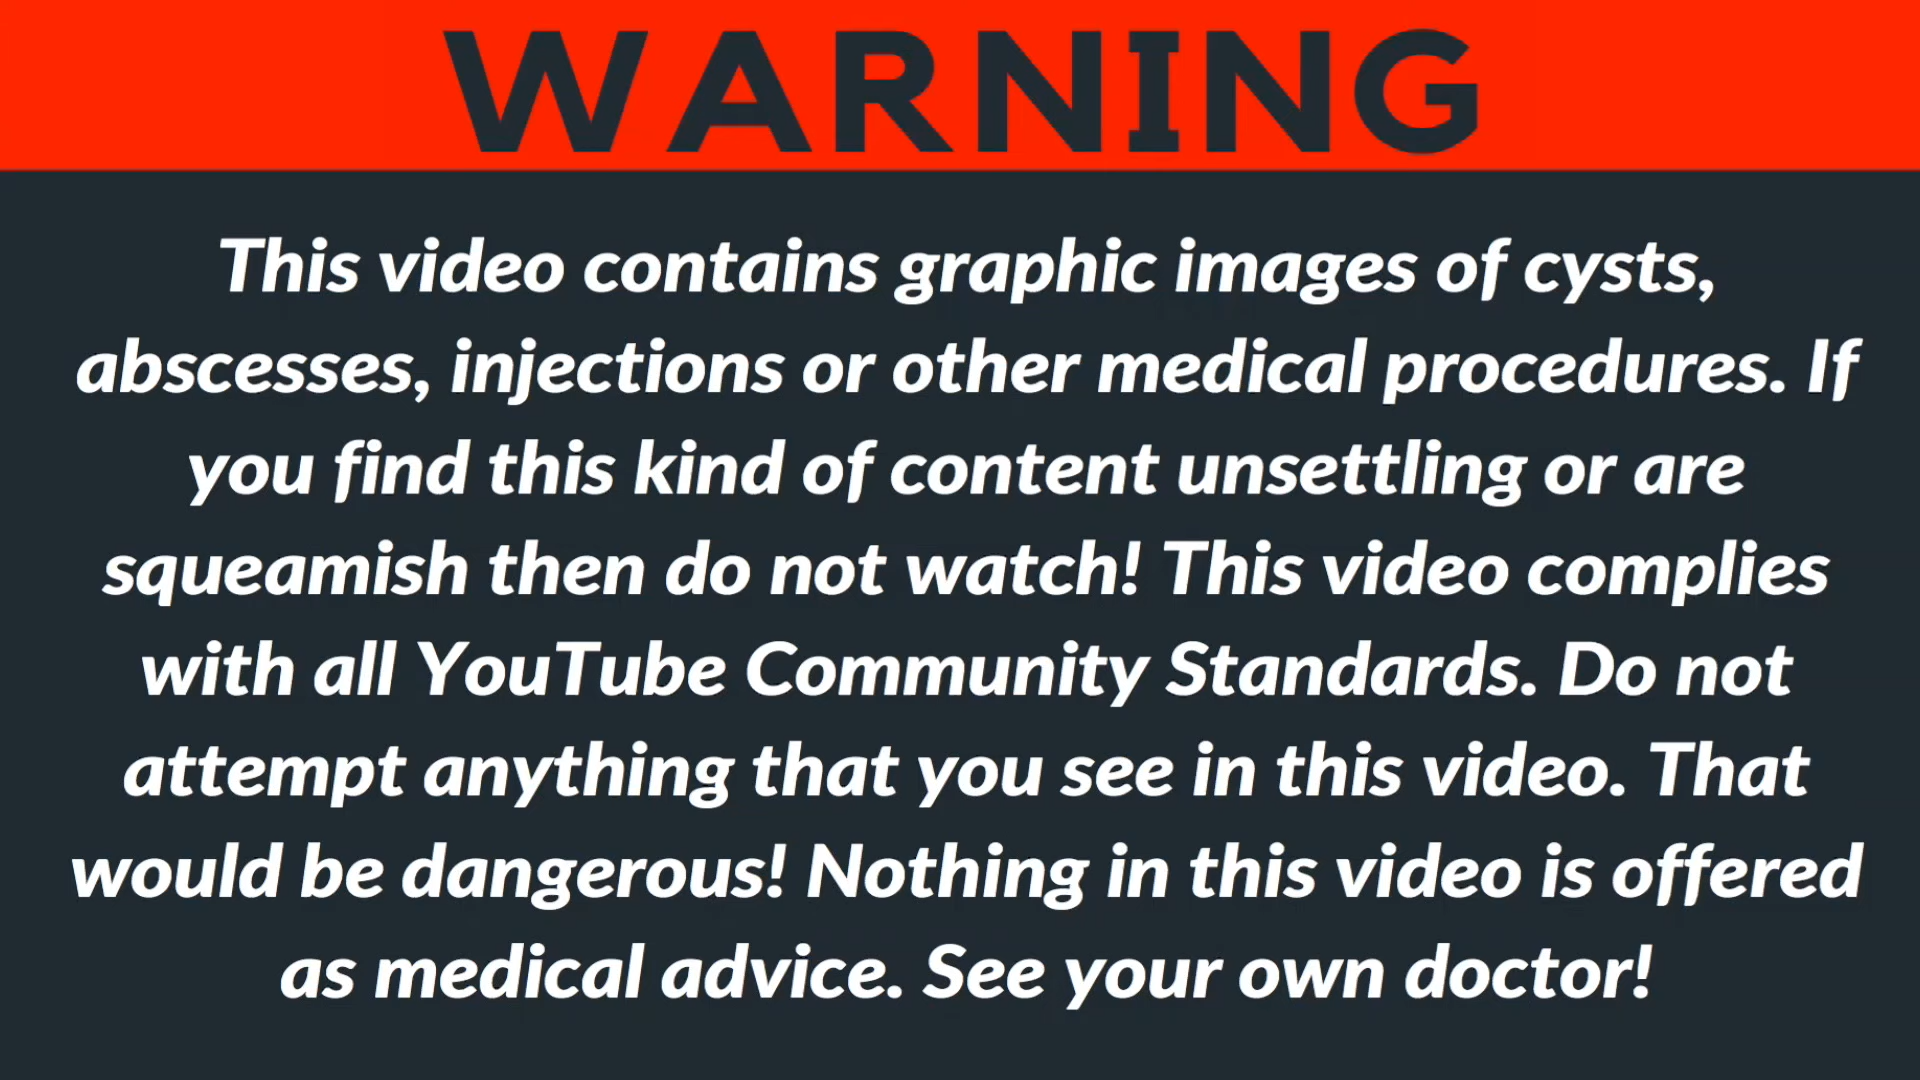 WARNING
This video contains graphic images of cysts,
abscesses, injections or other medical procedures. If
you find this kind of content unsettling or are
squeamish then do not watch! This video complies
with all YouTube Community Standards. Do not
attempt anything that you see in this video. That
would be dangerous! Nothing in this video is offered
as medical advice. See your own doctor!